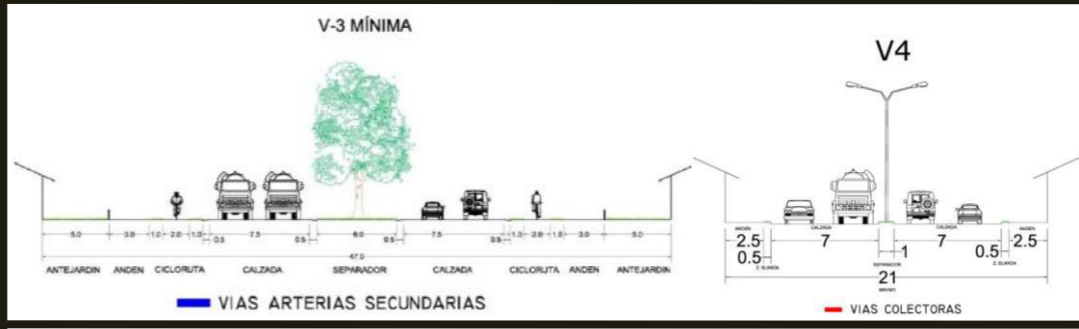 V-3 MÍNIMA
5.0 3.0 1.0 2.0 1.0 0.5 7.5 0.5 6.0 0.5 7.5 0.5 1.0 2.0 1.0 3.0 5.0
47.0
ANTEJARDIN ANDEN CICLORUTA CALZADA SEPARADOR CALZADA CICLORUTA ANDEN ANTEJARDIN
VIAS ARTERIAS SECUNDARIAS
V4
ANDEN CALZADA CALZADA ANDEN
2.5 7 7 2.5
0.5 1 0.5
Z. BLANDA SEPARADOR Z. BLANDA
21
VIAS COLECTORAS